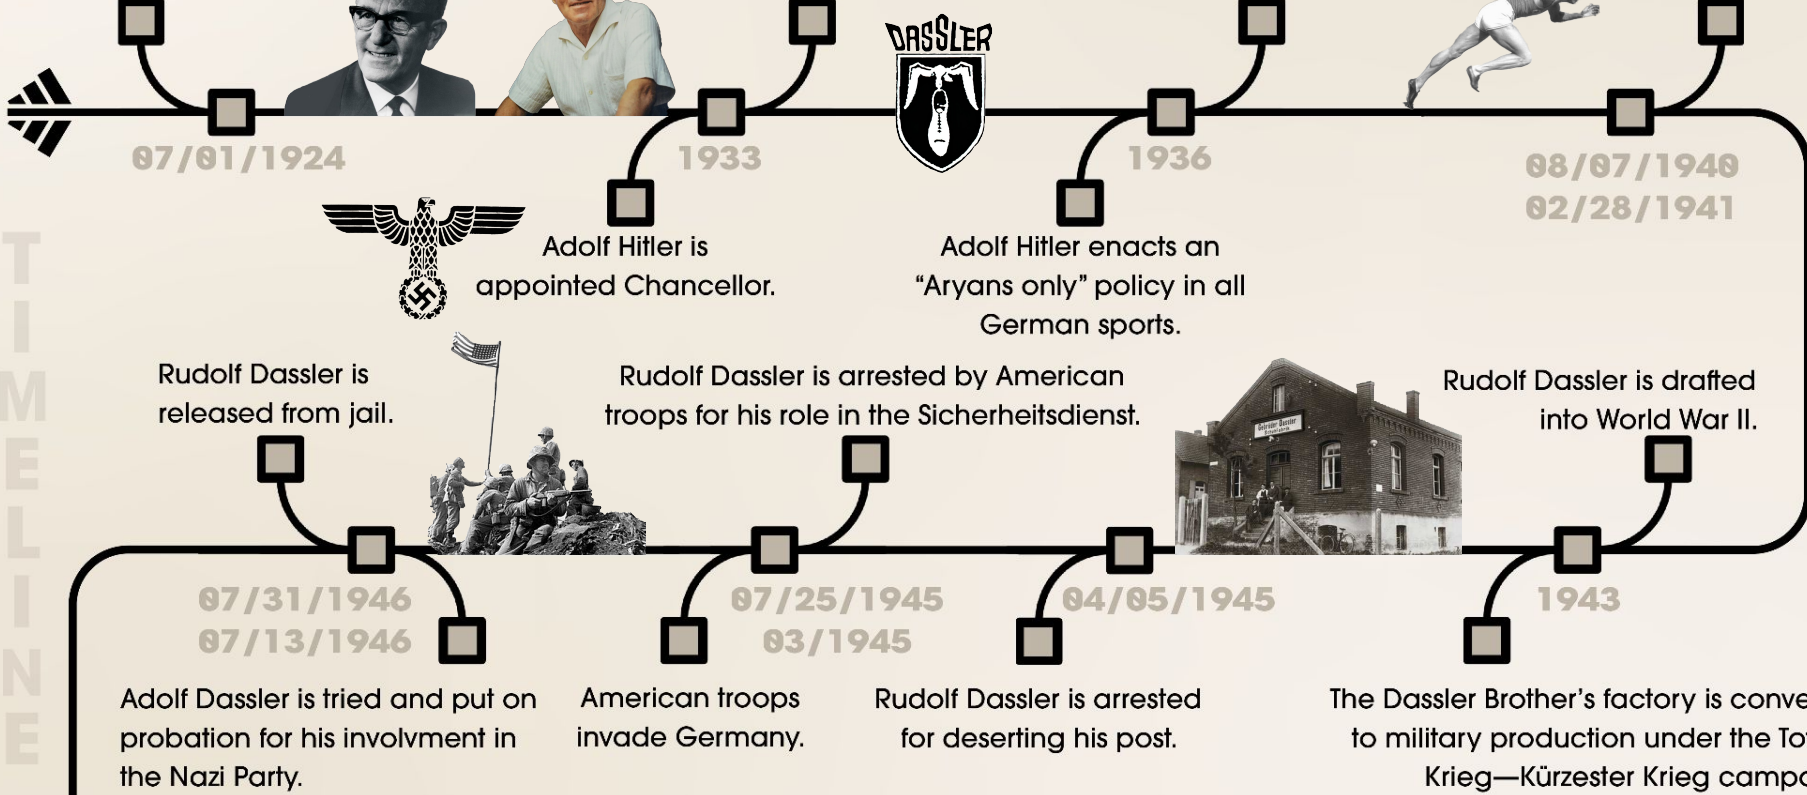 DASSLER
07/01/1924
1933
1936
08/07/1940
02/28/1941
TIMELINE
Adolf Hitler is
appointed Chancellor.
Adolf Hitler enacts an
“Aryans only” policy in all
German sports.
Rudolf Dassler is
released from jail.
Rudolf Dassler is arrested by American
troops for his role in the Sicherheitsdienst.
Gebrüder Dassler
Rudolf Dassler is drafted
into World War II.
07/31/1946
07/13/1946
07/25/1945
03/1945
04/05/1945
1943
Adolf Dassler is tried and put on
probation for his involvment in
the Nazi Party.
American troops
invade Germany.
Rudolf Dassler is arrested
for deserting his post.
The Dassler Brother’s factory is conve
to military production under the To
Krieg—Kürzester Krieg campa